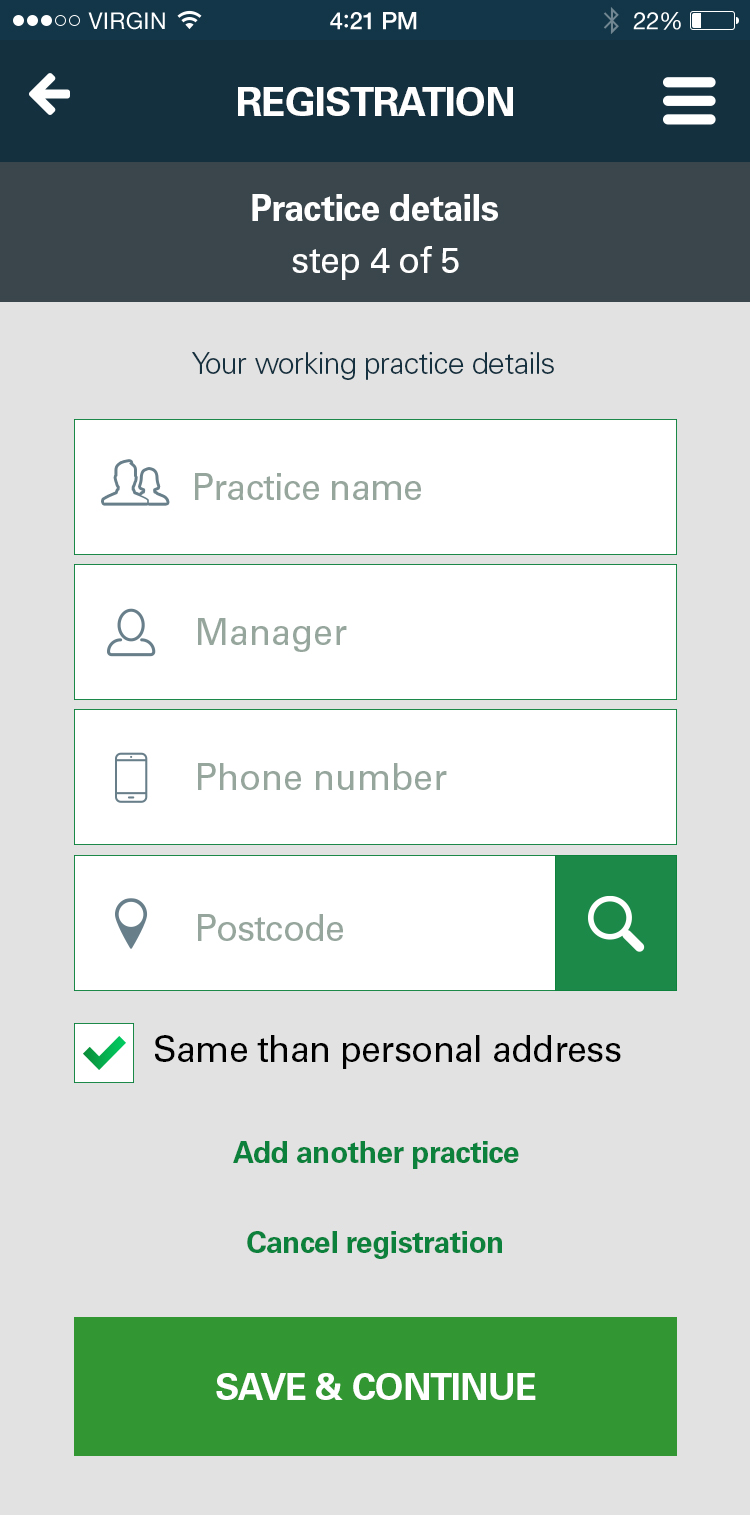 VIRGIN 4:21 PM 22%
REGISTRATION
Practice details
step 4 of 5
Your working practice details
Practice name
Manager
Phone number
Postcode
Same than personal address
Add another practice
Cancel registration
SAVE & CONTINUE